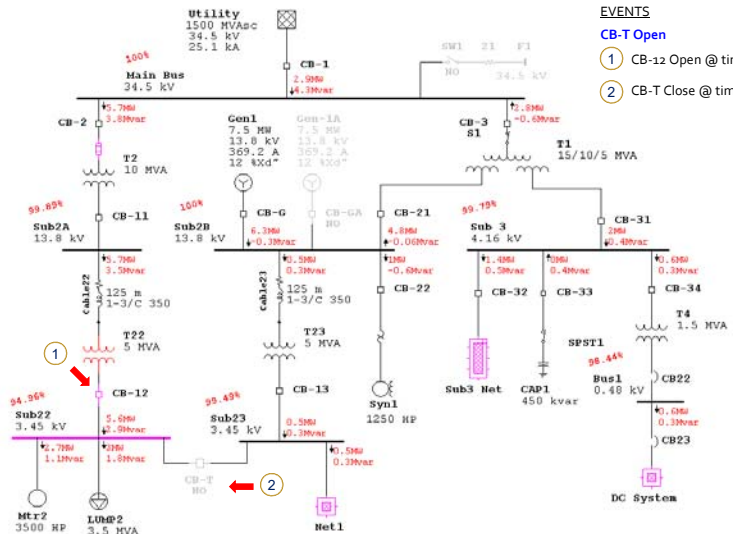 Utility
1500 MVAsc
34.5 kV
25.1 kA
EVENTS
CB-T Open
1 CB-12 Open @ tim
2 CB-T Close @ tim
CB-1
SW1 21 F1
NO
34.5 kV
100%
Main Bus
34.5 kV
2.9MW
4.3Mvar
5.7MW
3.8Mvar
CB-2
Gen1
7.5 MW
13.8 kV
369.2 A
12 %Xd"
Gen-1A
7.5 MW
13.8 kV
369.2 A
12 %Xd"
CB-3
S1
2.8MW
-0.6Mvar
T1
15/10/5 MVA
T2
10 MVA
99.89%
Sub2A
13.8 kV
CB-11
100%
Sub2B
13.8 kV
CB-G
CB-GA
NO
CB-21
99.79%
Sub 3
4.16 kV
CB-31
5.7MW
3.5Mvar
6.3MW
-0.3Mvar
4.8MW
-0.06Mvar
2MW
0.4Mvar
0.5MW
0.3Mvar
1MW
-0.6Mvar
1.4MW
0.5Mvar
0MW
0.4Mvar
0.6MW
0.3Mvar
Cable22
125 m
1-3/C 350
Cable23
125 m
1-3/C 350
CB-22
CB-32
CB-33
CB-34
T22
5 MVA
T23
5 MVA
T4
1.5 MVA
SPST1
1
CB-12
CB-13
Syn1
1250 HP
Sub3 Net
CAP1
450 kvar
98.44%
Bus1
0.48 kV
CB22
94.96%
Sub22
3.45 kV
5.6MW
2.9Mvar
99.49%
Sub23
3.45 kV
0.5MW
0.3Mvar
0.6MW
0.3Mvar
CB23
2.7MW
1.1Mvar
3MW
1.8Mvar
CB-T
NO
2
0.5MW
0.3Mvar
Mtr2
3500 HP
LUMP2
3.5 MVA
Net1
DC System